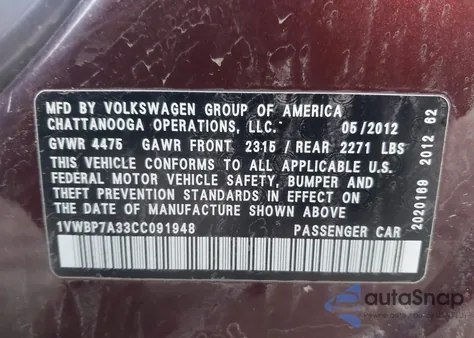 MFD BY VOLKSWAGEN GROUP OF AMERICA
CHATTANOOGA OPERATIONS, LLC. 05/2012
GVWR 4475 GAWR FRONT 2315 / REAR 2271 LBS
THIS VEHICLE CONFORMS TO ALL APPLICABLE U.S.
FEDERAL MOTOR VEHICLE SAFETY, BUMPER AND
THEFT PREVENTION STANDARDS IN EFFECT ON THE
DATE OF MANUFACTURE SHOWN ABOVE
1VWBP7A33CC091948 PASSENGER CAR
2020169 2012 62
autoSnap